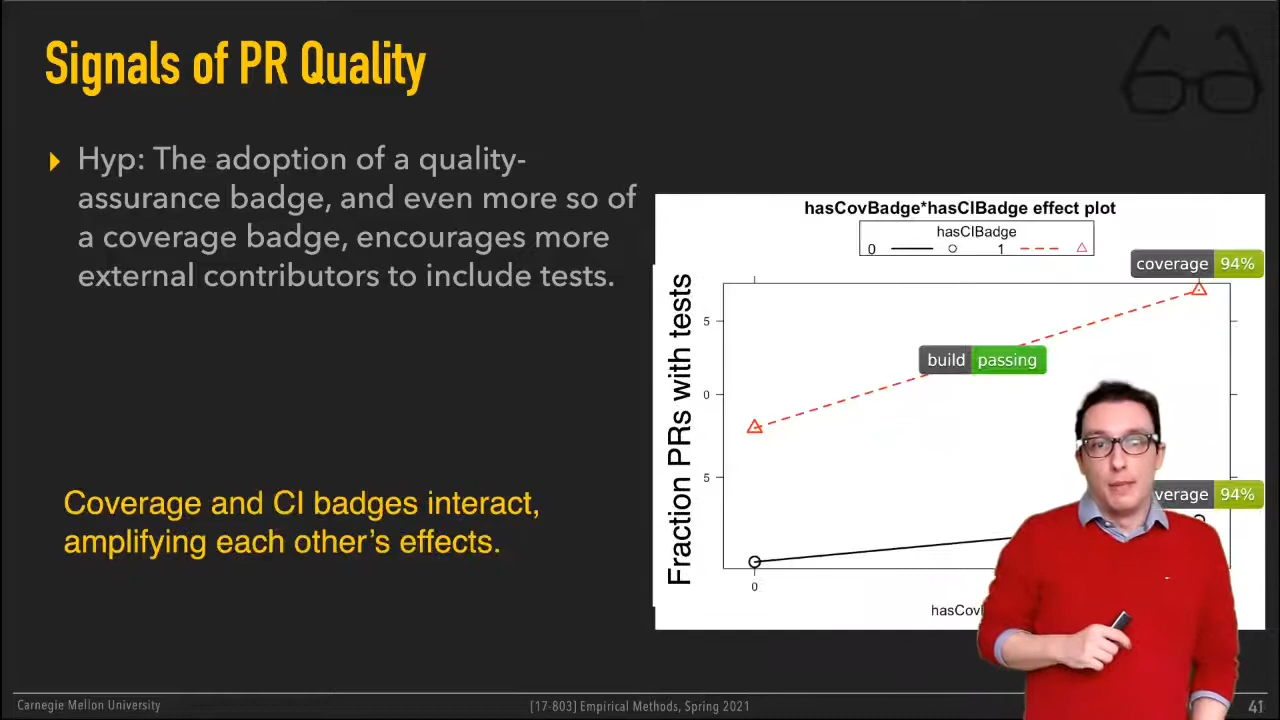 Signals of PR Quality
Hyp: The adoption of a quality-
assurance badge, and even more so of
a coverage badge, encourages more
external contributors to include tests.
Coverage and CI badges interact,
amplifying each other's effects.
hasCovBadge*hasCIBadge effect plot
hasCIBadge
0 1
coverage 94%
5
build passing
0
Fraction PRs with tests
5
verage 94%
0
hasCov
Carnegie Mellon University
[17-803] Empirical Methods, Spring 2021
41